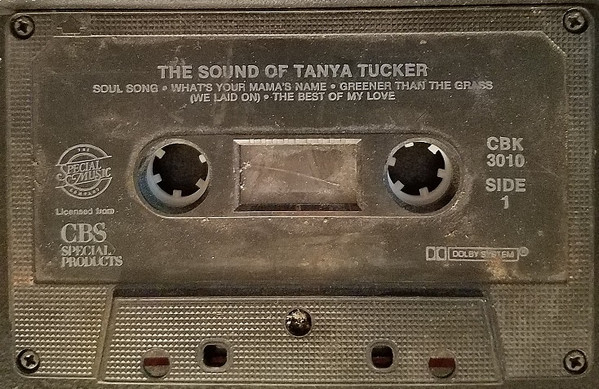 THE SOUND OF TANYA TUCKER
SOUL SONG • WHAT'S YOUR MAMA'S NAME • GREENER THAN THE GRASS
(WE LAID ON) • THE BEST OF MY LOVE
THE
SPECIAL
MUSIC
COMPANY
Licensed from
CBS
SPECIAL
PRODUCTS
CBK
3010
SIDE
1
DOLBY SYSTEM®